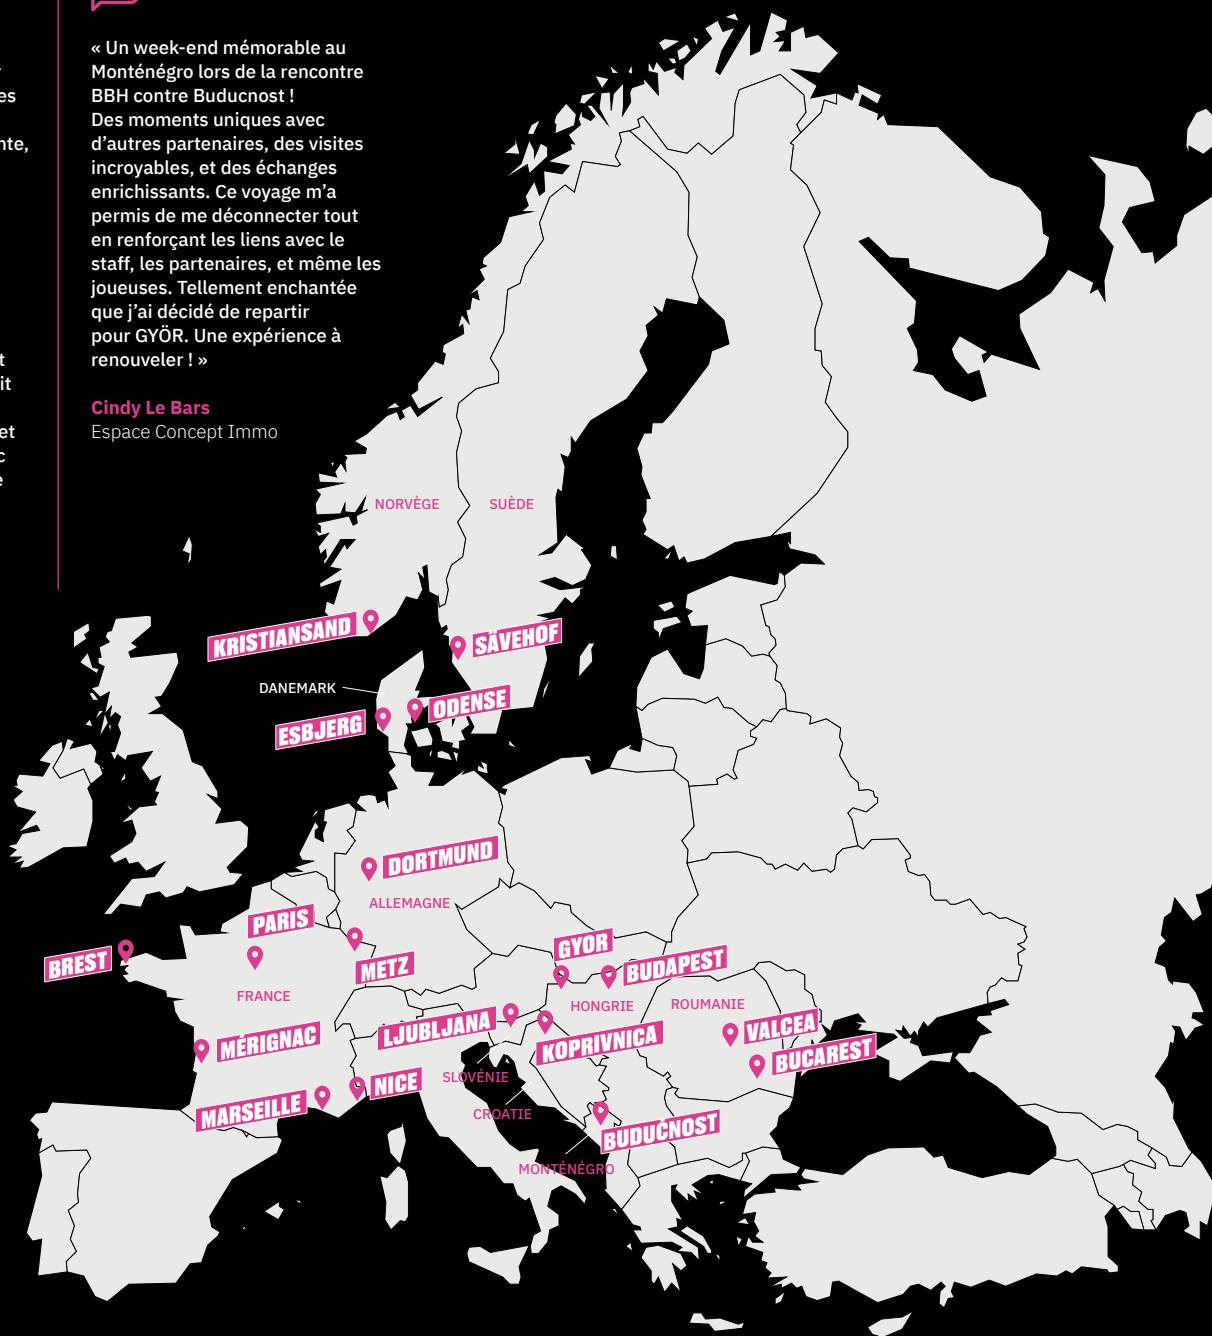 es
nte,
t
it
et
c
e
« Un week-end mémorable au
Monténégro lors de la rencontre
BBH contre Buducnost !
Des moments uniques avec
d’autres partenaires, des visites
incroyables, et des échanges
enrichissants. Ce voyage m’a
permis de me déconnecter tout
en renforçant les liens avec le
staff, les partenaires, et même les
joueuses. Tellement enchantée
que j’ai décidé de repartir
pour GYÖR. Une expérience à
renouveler ! »
Cindy Le Bars
Espace Concept Immo
NORVÈGE
SUÈDE
KRISTIANSAND
SÄVEHOF
DANEMARK
ODENSE
ESBJERG
DORTMUND
ALLEMAGNE
PARIS
BREST
METZ
GYOR
BUDAPEST
FRANCE
HONGRIE
ROUMANIE
LJUBLJANA
VALCEA
MÉRIGNAC
KOPRIVNICA
BUCAREST
SLOVÉNIE
NICE
MARSEILLE
CROATIE
BUDUĆNOST
MONTÉNÉGRO